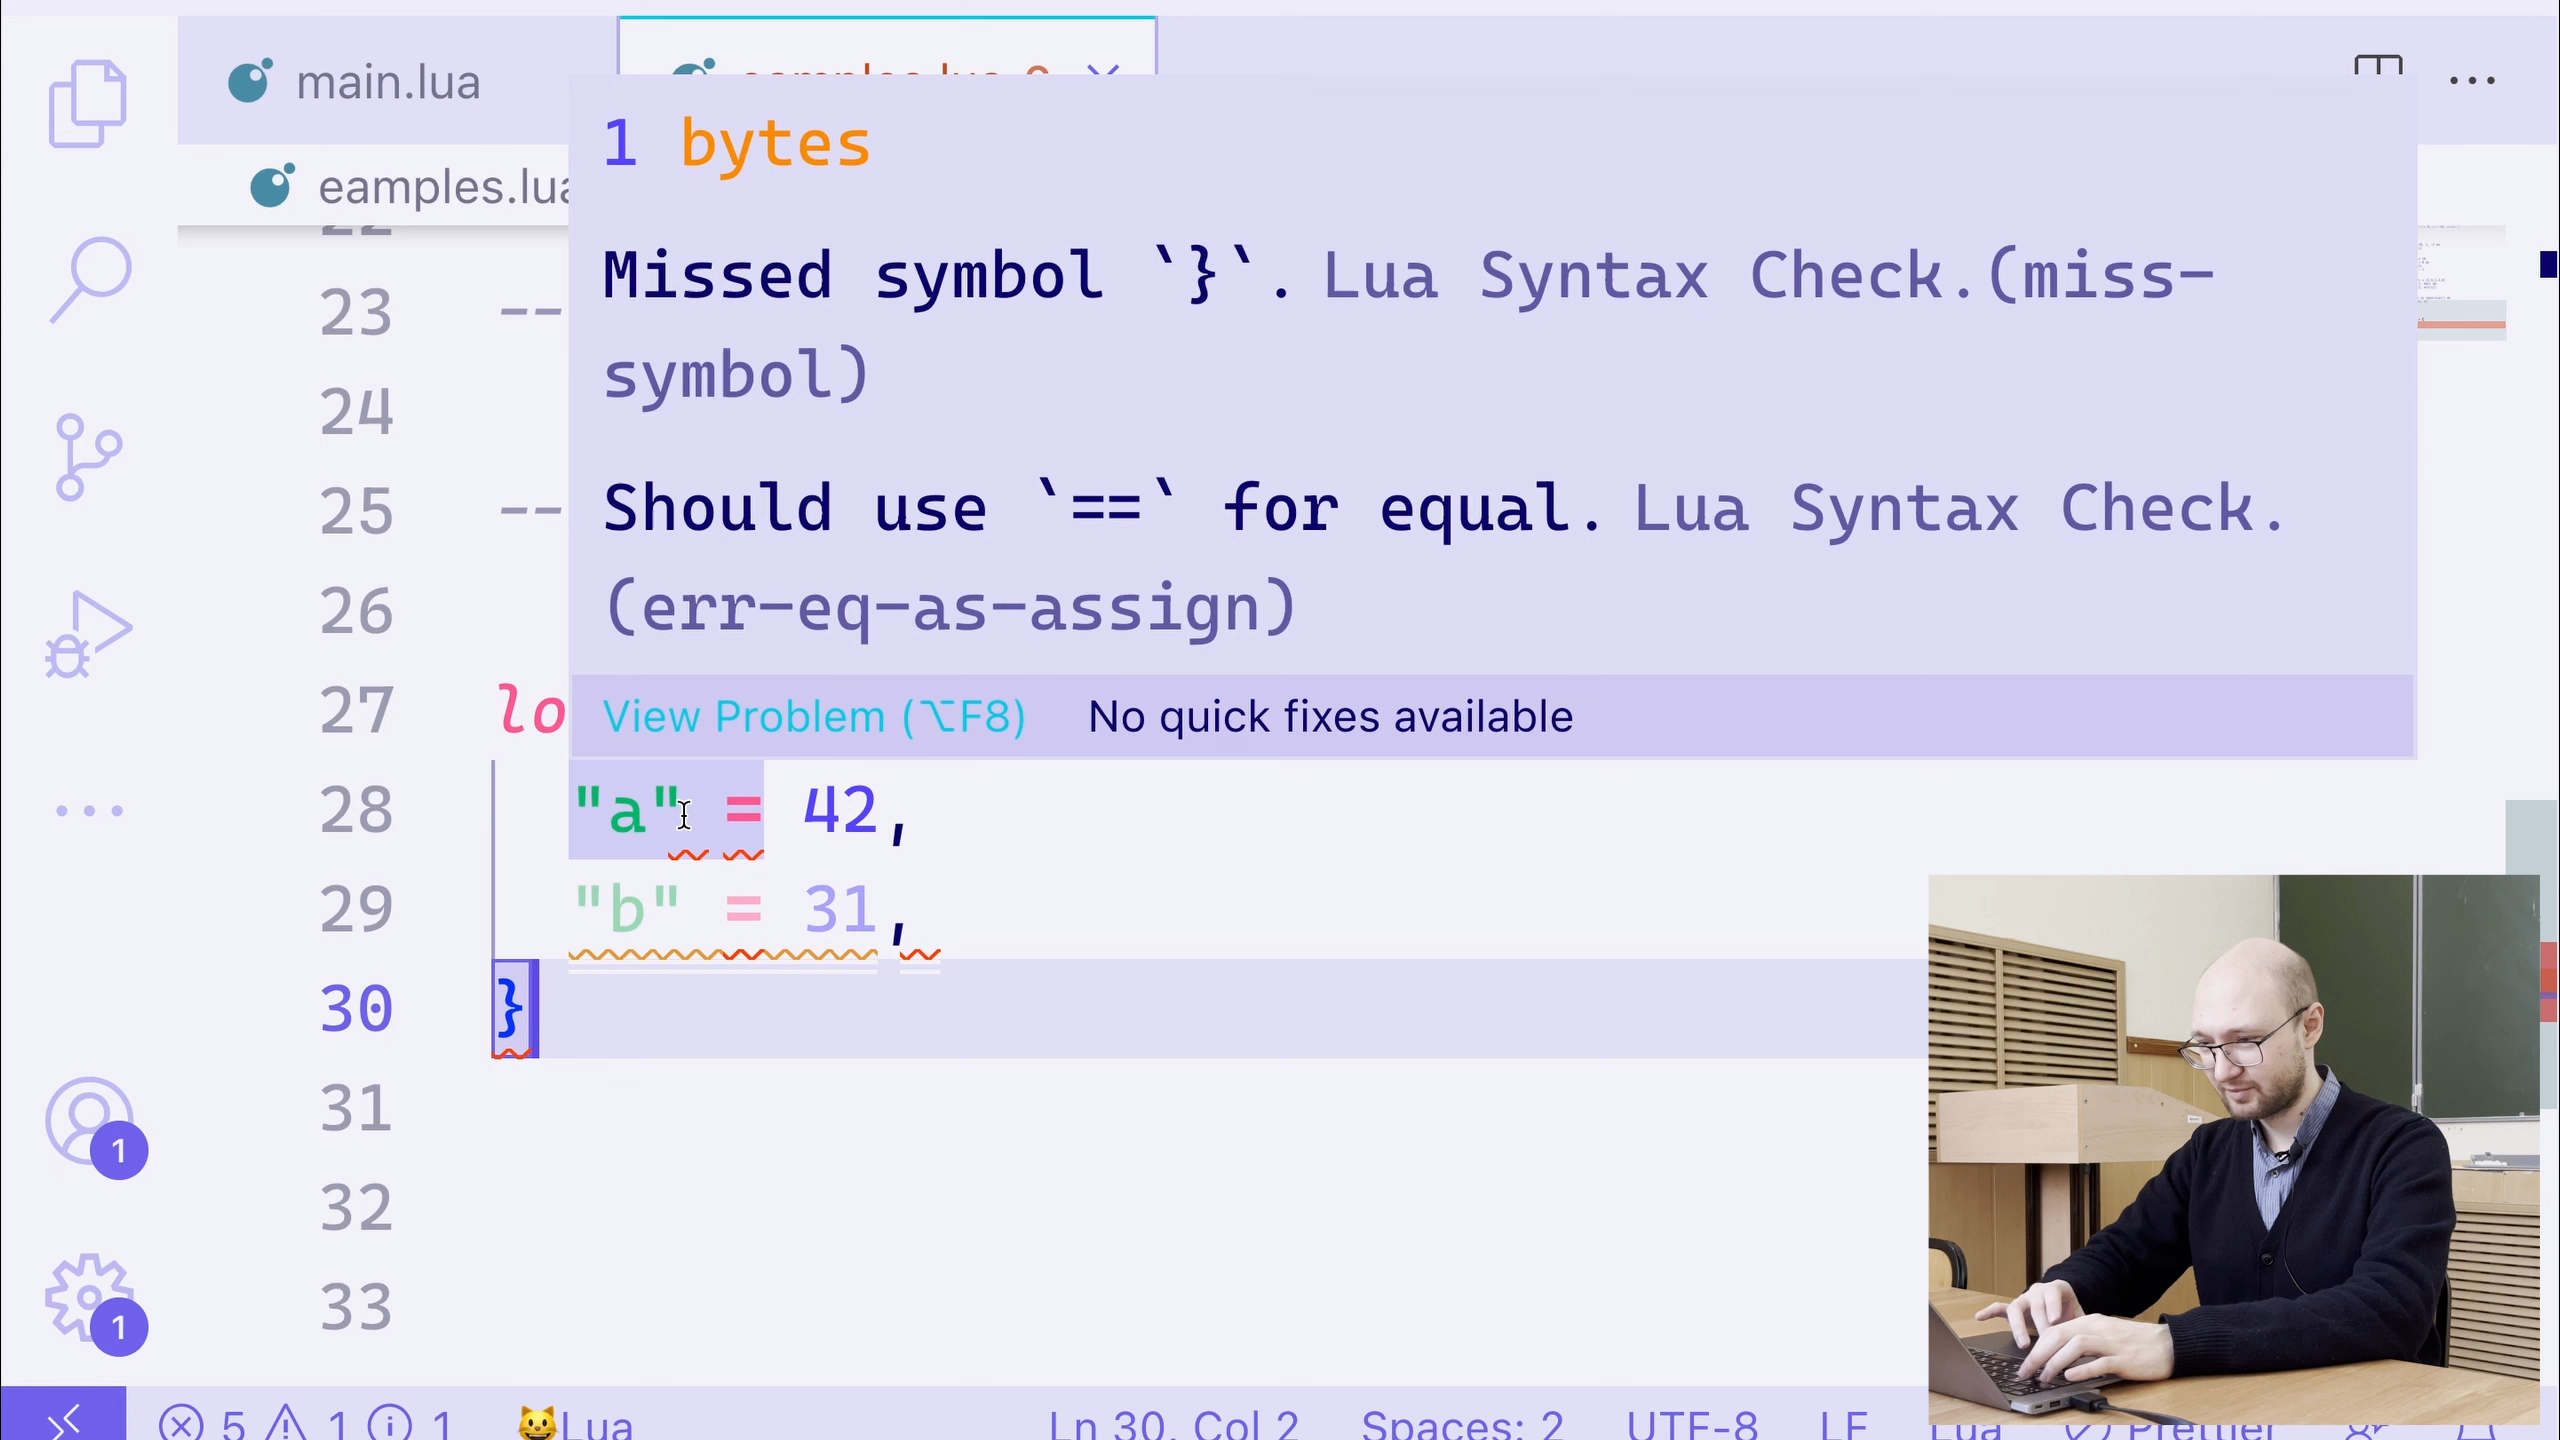 main.lua
1 bytes
eamples.lua
Missed symbol `}`. Lua Syntax Check.(miss-
symbol)
Should use `==` for equal. Lua Syntax Check.
(err-eq-as-assign)
View Problem (⌥F8) No quick fixes available
22
23 --
24
25 --
26
27 lo
28 "a" = 42,
29 "b" = 31,
30 }
31
32
33
1
1
5 1 1 Lua Ln 30, Col 2 Spaces: 2 UTF-8 LF Lua Prettier